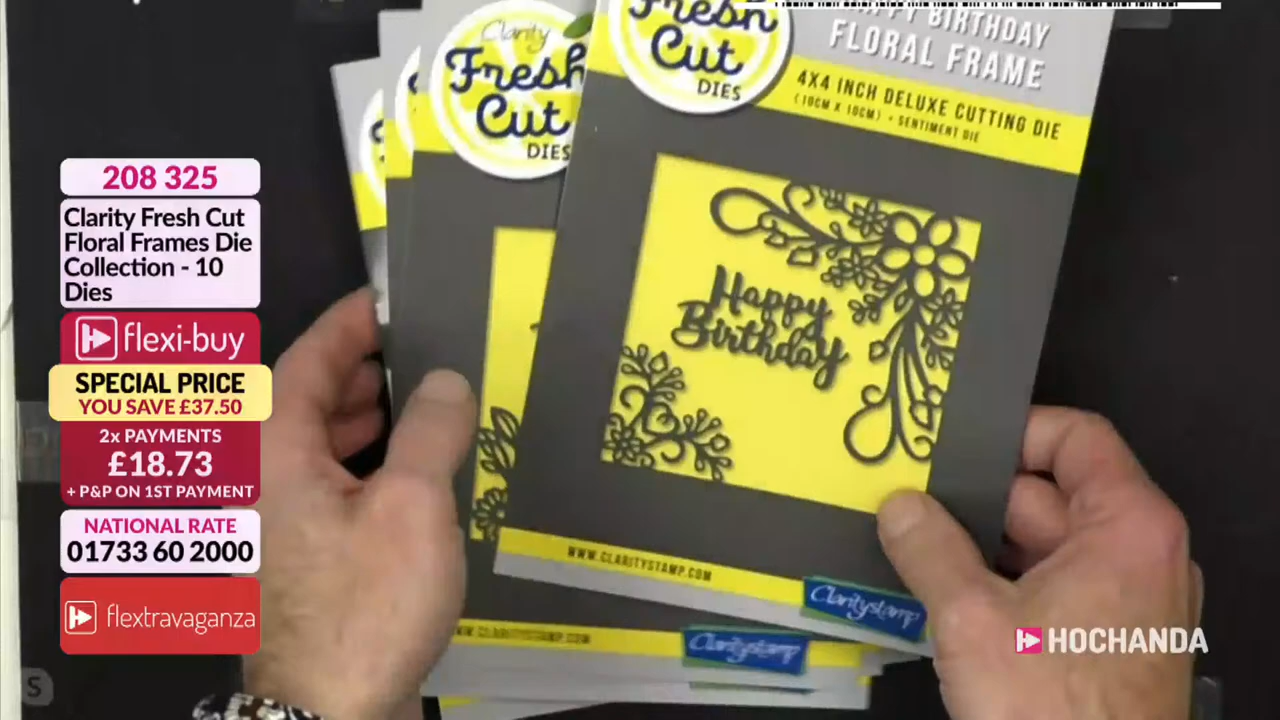 208 325
Clarity Fresh Cut
Floral Frames Die
Collection - 10
Dies
flexi-buy
SPECIAL PRICE
YOU SAVE £37.50
2x PAYMENTS
£18.73
+ P&P ON 1ST PAYMENT
NATIONAL RATE
01733 60 2000
flextravaganza
S
Clarity
Fresh
Cut
DIES
WWW.CLARITYSTAMP.COM
Claritystamp
Fresh
Cut
DIES
BIRTHDAY
FLORAL FRAME
4X4 INCH DELUXE CUTTING DIE
(10CM X 10CM) + SENTIMENT DIE
Happy
Birthday
WWW.CLARITYSTAMP.COM
Claritystamp
HOCHANDA